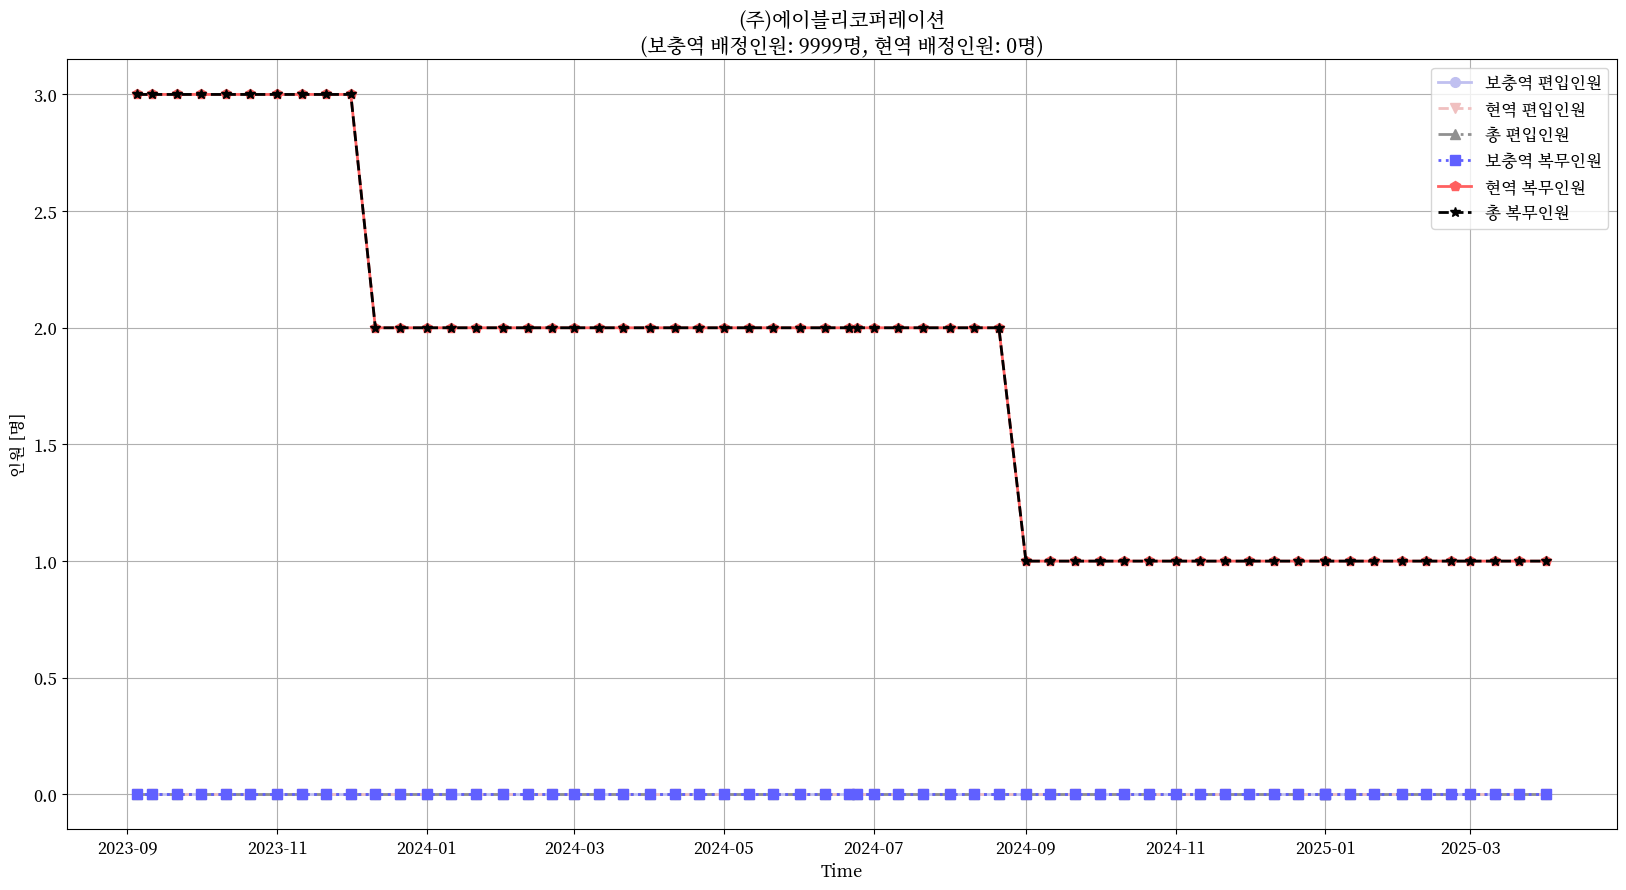 (주)에이블리코퍼레이션
(보충역 배정인원: 9999명, 현역 배정인원: 0명)
보충역 편입인원
현역 편입인원
총 편입인원
보충역 복무인원
현역 복무인원
총 복무인원
3.0
2.5
2.0
1.5
1.0
0.5
0.0
인원 [명]
2023-09 2023-11 2024-01 2024-03 2024-05 2024-07 2024-09 2024-11 2025-01 2025-03
Time